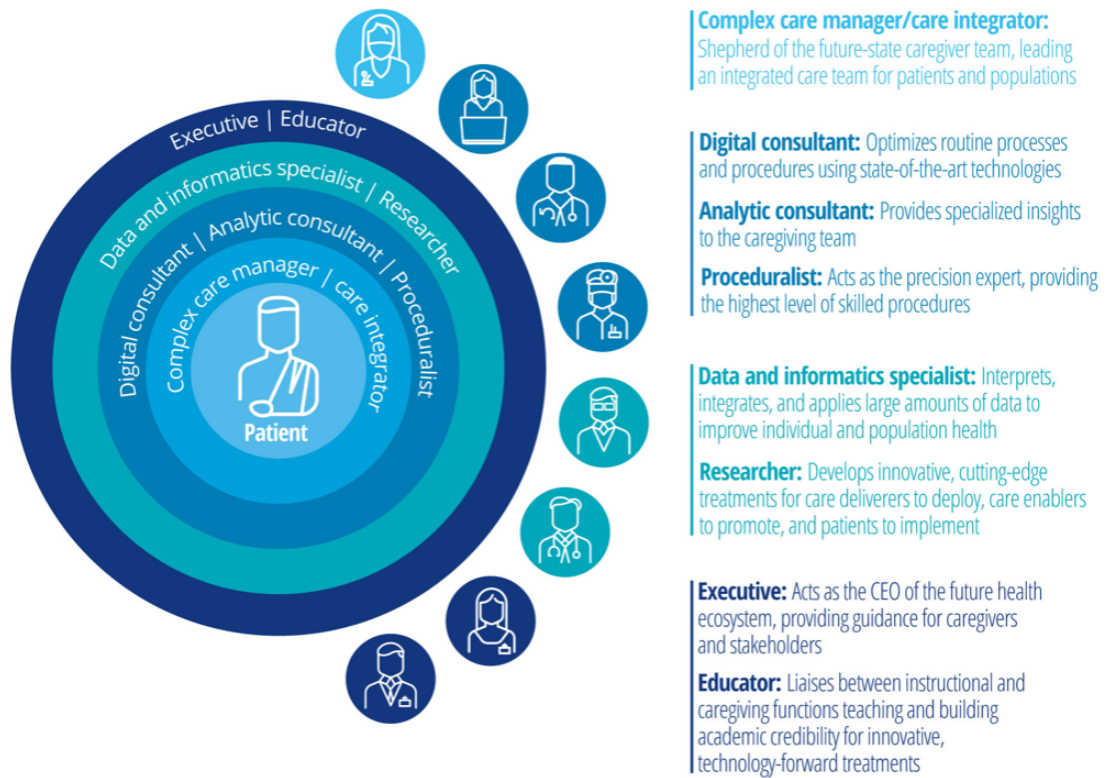 Executive | Educator
Data and informatics specialist | Researcher
Digital consultant | Analytic consultant | Proceduralist
Complex care manager | care integrator
Patient
Complex care manager/care integrator:
Shepherd of the future-state caregiver team, leading
an integrated care team for patients and populations
Digital consultant: Optimizes routine processes
and procedures using state-of-the-art technologies
Analytic consultant: Provides specialized insights
to the caregiving team
Proceduralist: Acts as the precision expert, providing
the highest level of skilled procedures
Data and informatics specialist: Interprets,
integrates, and applies large amounts of data to
improve individual and population health
Researcher: Develops innovative, cutting-edge
treatments for care deliverers to deploy, care enablers
to promote, and patients to implement
Executive: Acts as the CEO of the future health
ecosystem, providing guidance for caregivers
and stakeholders
Educator: Liaises between instructional and
caregiving functions teaching and building
academic credibility for innovative,
technology-forward treatments